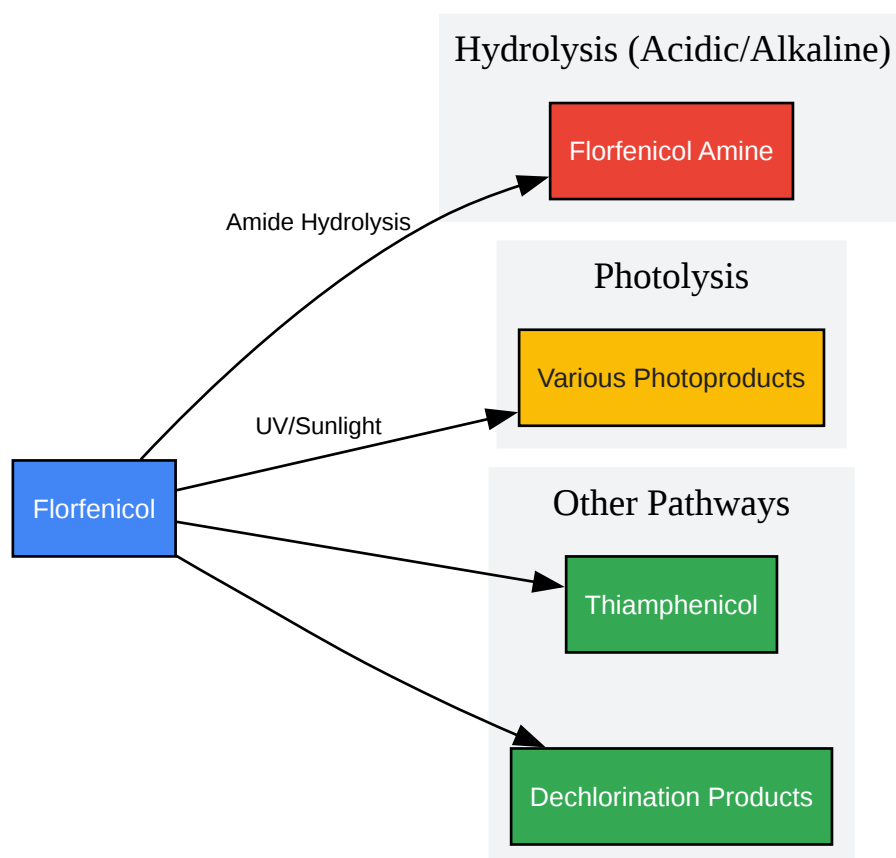 Hydrolysis (Acidic/Alkaline)
Florfenicol Amine
Amide Hydrolysis
Photolysis
Various Photoproducts
UV/Sunlight
Florfenicol
Other Pathways
Thiamphenicol
Dechlorination Products